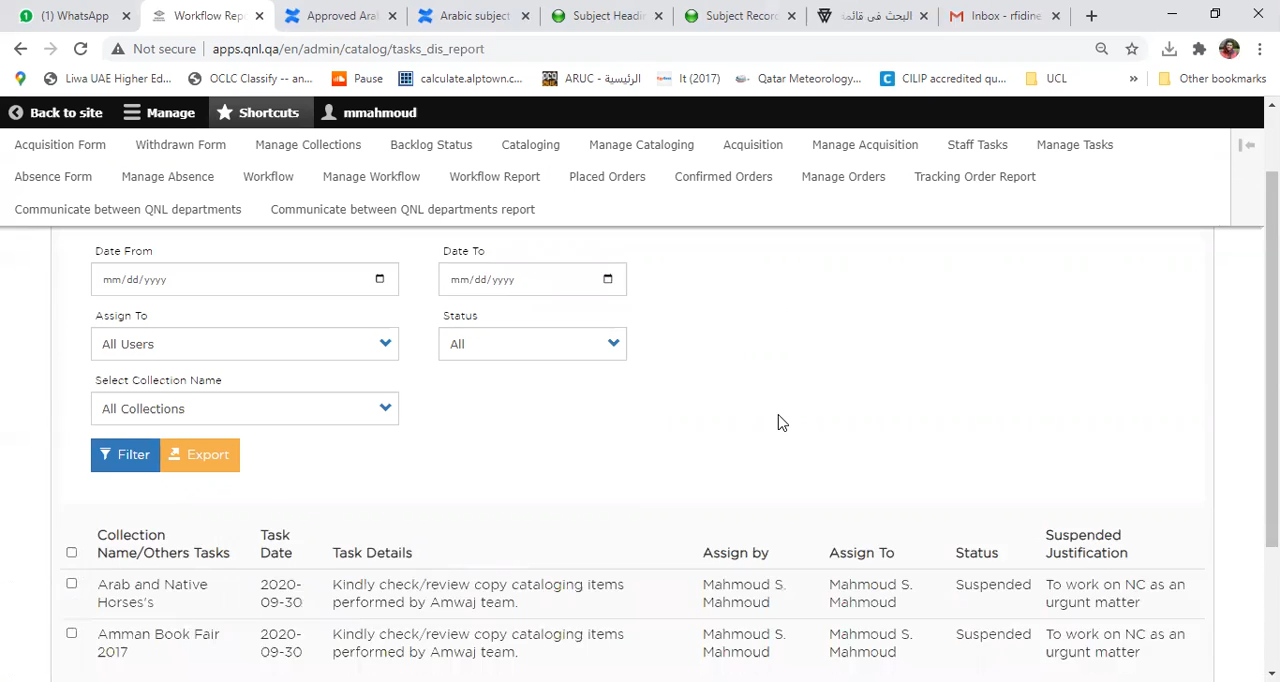 (1) WhatsApp
Workflow Repo
Approved Ara
Arabic subject
Subject Headi
Subject Recor
البحث فى قائمة
Inbox - rfidine
Not secure apps.qnl.qa/en/admin/catalog/tasks_dis_report
Liwa UAE Higher Ed... OCLC Classify -- an... Pause calculate.alptown.c... ARUC - الرئيسية It (2017) Qatar Meteorology... CILIP accredited qu... UCL » Other bookmarks
Back to site Manage Shortcuts mmahmoud
Acquisition Form Withdrawn Form Manage Collections Backlog Status Cataloging Manage Cataloging Acquisition Manage Acquisition Staff Tasks Manage Tasks
Absence Form Manage Absence Workflow Manage Workflow Workflow Report Placed Orders Confirmed Orders Manage Orders Tracking Order Report
Communicate between QNL departments Communicate between QNL departments report
Date From Date To
mm/dd/yyyy mm/dd/yyyy
Assign To Status
All Users All
Select Collection Name
All Collections
Filter Export
Collection Name/Others Tasks Task Date Task Details Assign by Assign To Status Suspended Justification
Arab and Native Horses's 2020-09-30 Kindly check/review copy cataloging items performed by Amwaj team. Mahmoud S. Mahmoud Mahmoud S. Mahmoud Suspended To work on NC as an urgunt matter
Amman Book Fair 2017 2020-09-30 Kindly check/review copy cataloging items performed by Amwaj team. Mahmoud S. Mahmoud Mahmoud S. Mahmoud Suspended To work on NC as an urgunt matter